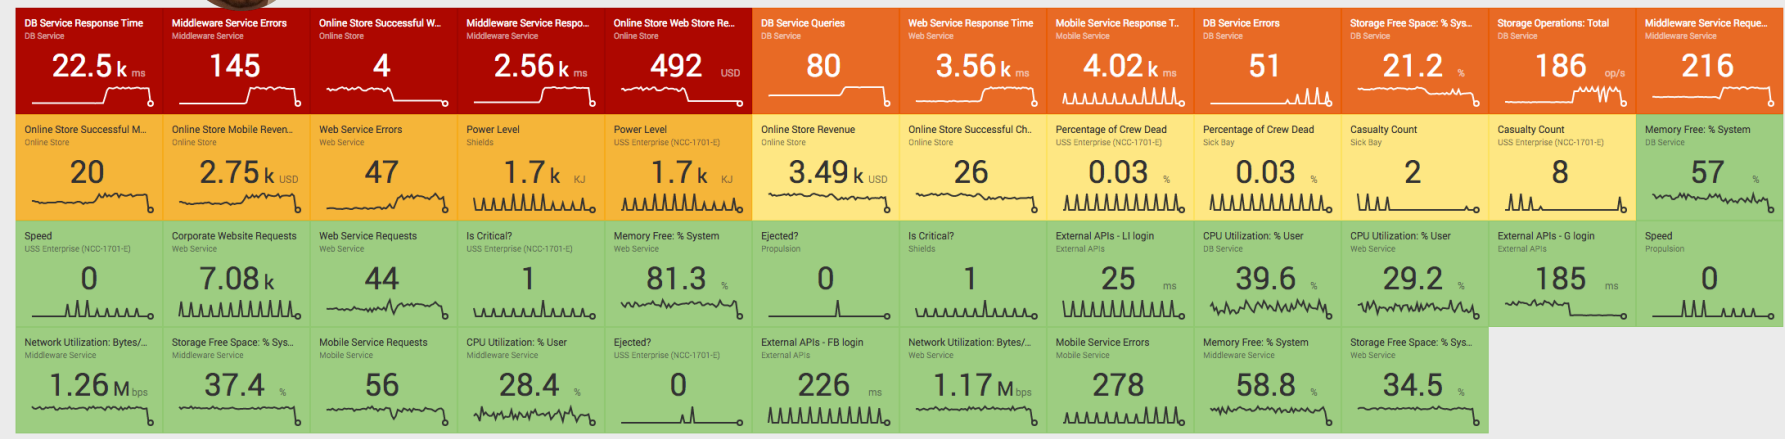 DB Service Response Time
DB Service
22.5 k ms
Middleware Service Errors
Middleware Service
145
Online Store Successful W...
Online Store
4
Middleware Service Respo...
Middleware Service
2.56 k ms
Online Store Web Store Re...
Online Store
492 USD
DB Service Queries
DB Service
80
Web Service Response Time
Web Service
3.56 k ms
Mobile Service Response T..
Mobile Service
4.02 k ms
DB Service Errors
DB Service
51
Storage Free Space: % Sys...
DB Service
21.2 %
Storage Operations: Total
DB Service
186 op/s
Middleware Service Reque...
Middleware Service
216
Online Store Successful M...
Online Store
20
Online Store Mobile Reven...
Online Store
2.75 k USD
Web Service Errors
Web Service
47
Power Level
Shields
1.7 k KJ
Power Level
USS Enterprise (NCC-1701-E)
1.7 k KJ
Online Store Revenue
Online Store
3.49 k USD
Online Store Successful Ch...
Online Store
26
Percentage of Crew Dead
USS Enterprise (NCC-1701-E)
0.03 %
Percentage of Crew Dead
Sick Bay
0.03 %
Casualty Count
Sick Bay
2
Casualty Count
USS Enterprise (NCC-1701-E)
8
Memory Free: % System
DB Service
57 %
Speed
USS Enterprise (NCC-1701-E)
0
Corporate Website Requests
Web Service
7.08 k
Web Service Requests
Web Service
44
Is Critical?
USS Enterprise (NCC-1701-E)
1
Memory Free: % System
Web Service
81.3 %
Ejected?
Propulsion
0
Is Critical?
Shields
1
External APIs - LI login
External APIs
25 ms
CPU Utilization: % User
DB Service
39.6 %
CPU Utilization: % User
Web Service
29.2 %
External APIs - G login
External APIs
185 ms
Speed
Propulsion
0
Network Utilization: Bytes/...
Middleware Service
1.26 M bps
Storage Free Space: % Sys...
Middleware Service
37.4 %
Mobile Service Requests
Mobile Service
56
CPU Utilization: % User
Middleware Service
28.4 %
Ejected?
USS Enterprise (NCC-1701-E)
0
External APIs - FB login
External APIs
226 ms
Network Utilization: Bytes/...
Web Service
1.17 M bps
Mobile Service Errors
Mobile Service
278
Memory Free: % System
Middleware Service
58.8 %
Storage Free Space: % Sys...
Web Service
34.5 %